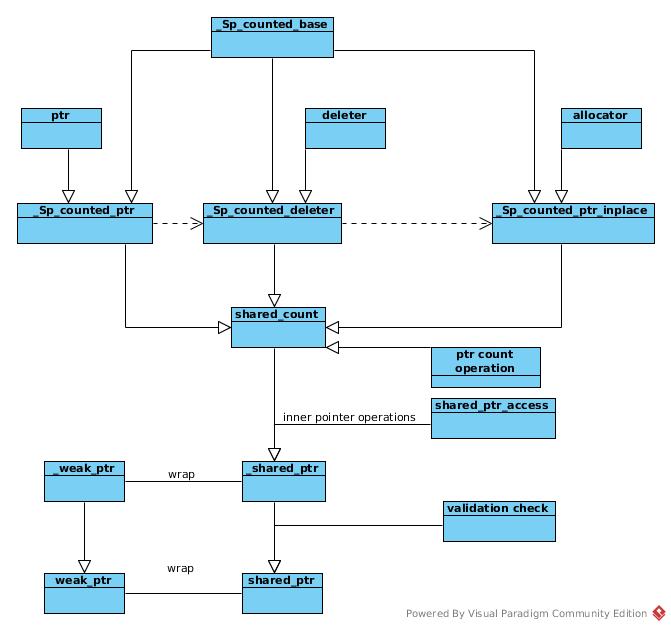 _Sp_counted_base
ptr
deleter
allocator
_Sp_counted_ptr
_Sp_counted_deleter
_Sp_counted_ptr_inplace
shared_count
ptr count
operation
shared_ptr_access
inner pointer operations
_weak_ptr
wrap
_shared_ptr
validation check
wrap
weak_ptr
shared_ptr
Powered By Visual Paradigm Community Edition